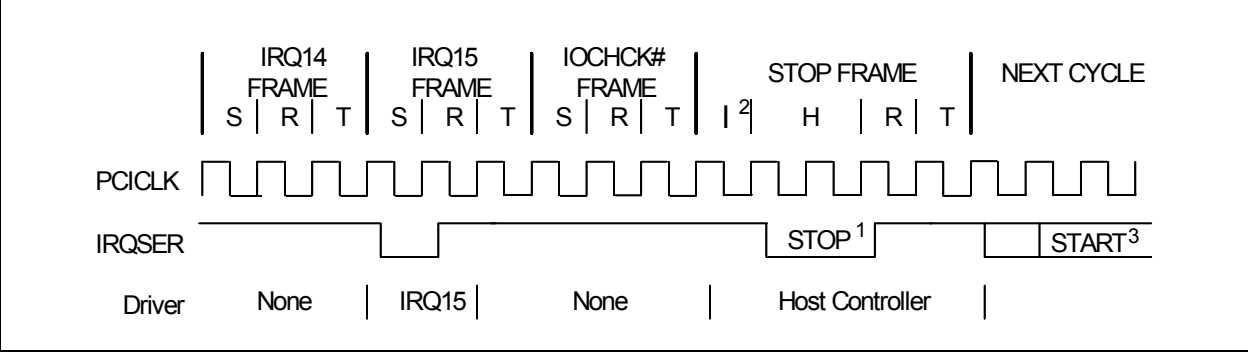 IRQ14 FRAME
IRQ15 FRAME
IOCHCK# FRAME
STOP FRAME
NEXT CYCLE
S R T S R T S R T I 2 H R T
PCICLK
IRQSER STOP 1 START 3
Driver None IRQ15 None Host Controller